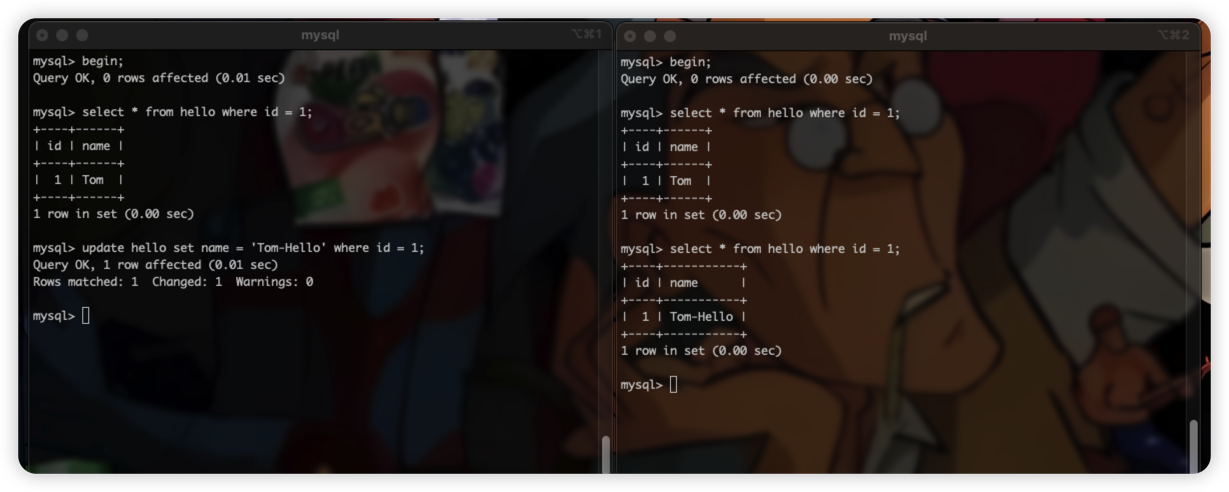 mysql
⌥⌘1
mysql> begin;
Query OK, 0 rows affected (0.01 sec)
mysql> select * from hello where id = 1;
+----+------+
| id | name |
+----+------+
|  1 | Tom  |
+----+------+
1 row in set (0.00 sec)
mysql> update hello set name = 'Tom-Hello' where id = 1;
Query OK, 1 row affected (0.01 sec)
Rows matched: 1  Changed: 1  Warnings: 0
mysql>
mysql
⌥⌘2
mysql> begin;
Query OK, 0 rows affected (0.00 sec)
mysql> select * from hello where id = 1;
+----+------+
| id | name |
+----+------+
|  1 | Tom  |
+----+------+
1 row in set (0.00 sec)
mysql> select * from hello where id = 1;
+----+-----------+
| id | name      |
+----+-----------+
|  1 | Tom-Hello |
+----+-----------+
1 row in set (0.00 sec)
mysql>